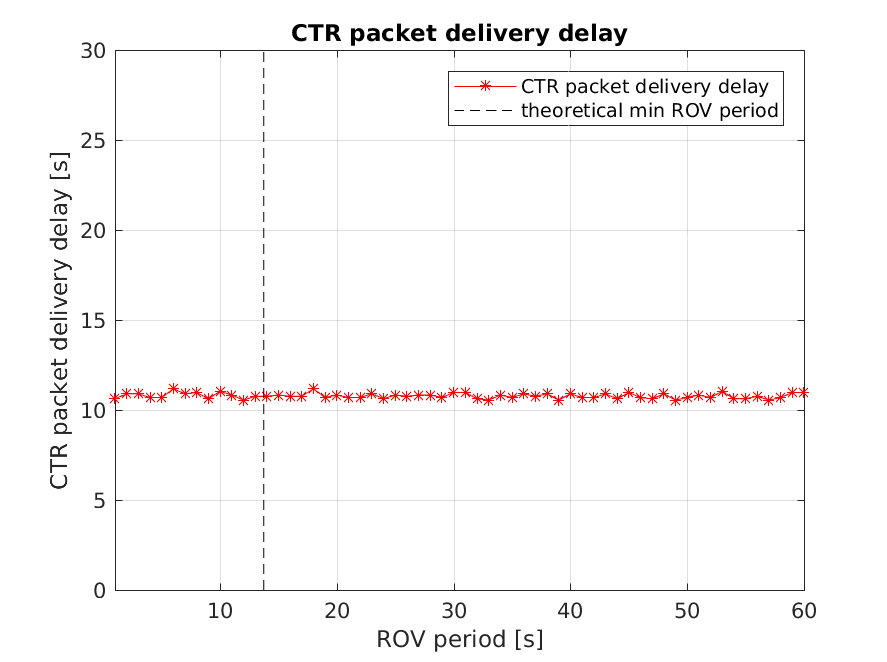 CTR packet delivery delay
30
25
20
15
10
5
0
CTR packet delivery delay [s]
CTR packet delivery delay
theoretical min ROV period
10 20 30 40 50 60
ROV period [s]